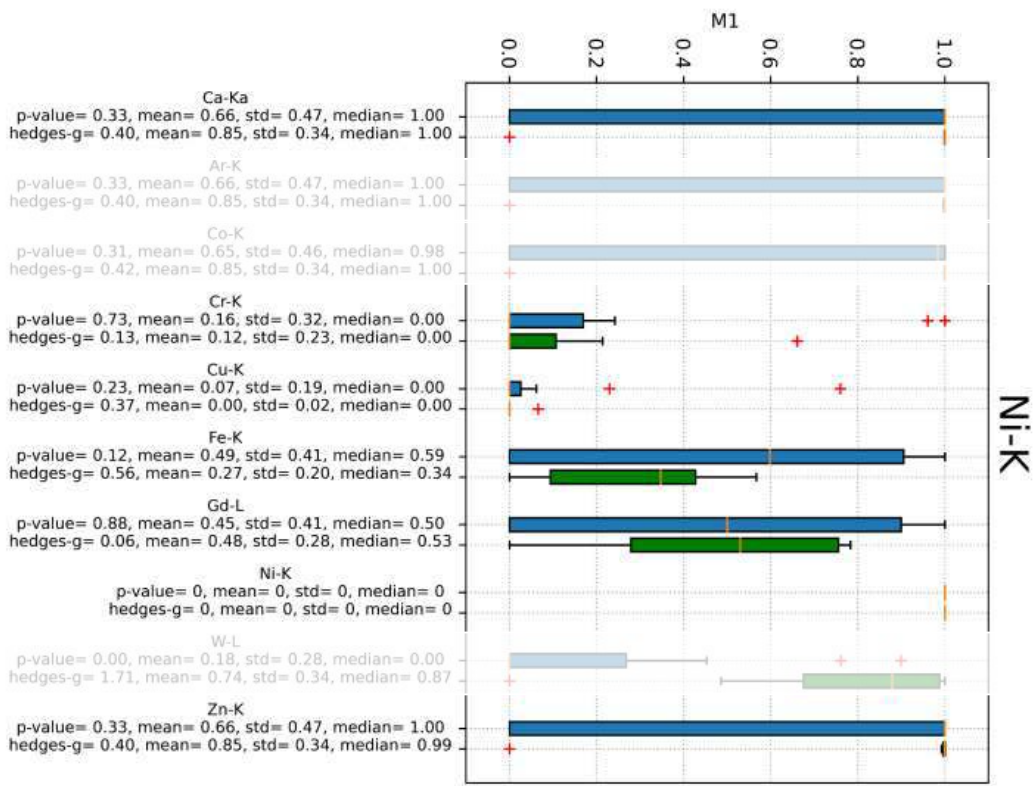 M1
0.0
0.2
0.4
0.6
0.8
1.0
Ca-Ka
p-value= 0.33, mean= 0.66, std= 0.47, median= 1.00
hedges-g= 0.40, mean= 0.85, std= 0.34, median= 1.00
Ar-K
p-value= 0.33, mean= 0.66, std= 0.47, median= 1.00
hedges-g= 0.40, mean= 0.85, std= 0.34, median= 1.00
Co-K
p-value= 0.31, mean= 0.65, std= 0.46, median= 0.98
hedges-g= 0.42, mean= 0.85, std= 0.34, median= 1.00
Cr-K
p-value= 0.73, mean= 0.16, std= 0.32, median= 0.00
hedges-g= 0.13, mean= 0.12, std= 0.23, median= 0.00
Cu-K
p-value= 0.23, mean= 0.07, std= 0.19, median= 0.00
hedges-g= 0.37, mean= 0.00, std= 0.02, median= 0.00
Fe-K
p-value= 0.12, mean= 0.49, std= 0.41, median= 0.59
hedges-g= 0.56, mean= 0.27, std= 0.20, median= 0.34
Gd-L
p-value= 0.88, mean= 0.45, std= 0.41, median= 0.50
hedges-g= 0.06, mean= 0.48, std= 0.28, median= 0.53
Ni-K
p-value= 0, mean= 0, std= 0, median= 0
hedges-g= 0, mean= 0, std= 0, median= 0
W-L
p-value= 0.00, mean= 0.18, std= 0.28, median= 0.00
hedges-g= 1.71, mean= 0.74, std= 0.34, median= 0.87
Zn-K
p-value= 0.33, mean= 0.66, std= 0.47, median= 1.00
hedges-g= 0.40, mean= 0.85, std= 0.34, median= 0.99
Ni-K